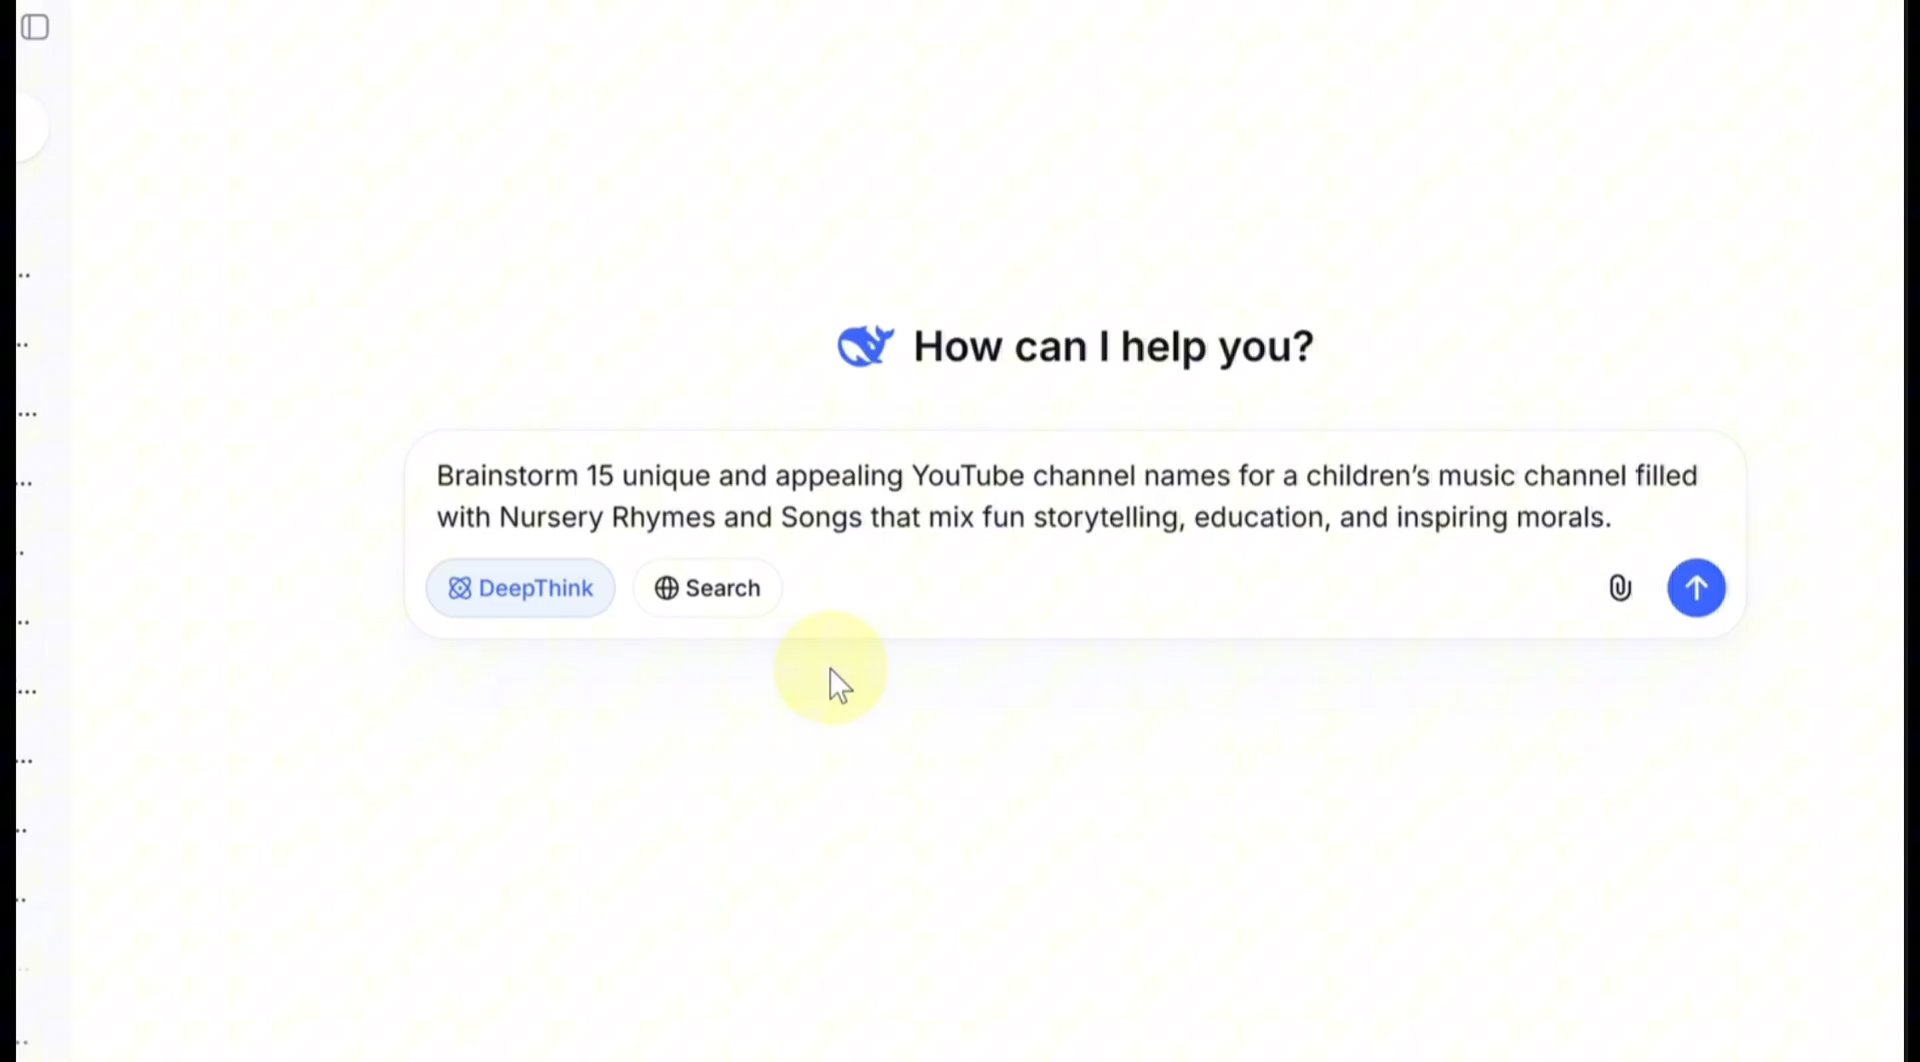 How can I help you?
Brainstorm 15 unique and appealing YouTube channel names for a children’s music channel filled
with Nursery Rhymes and Songs that mix fun storytelling, education, and inspiring morals.
DeepThink
Search